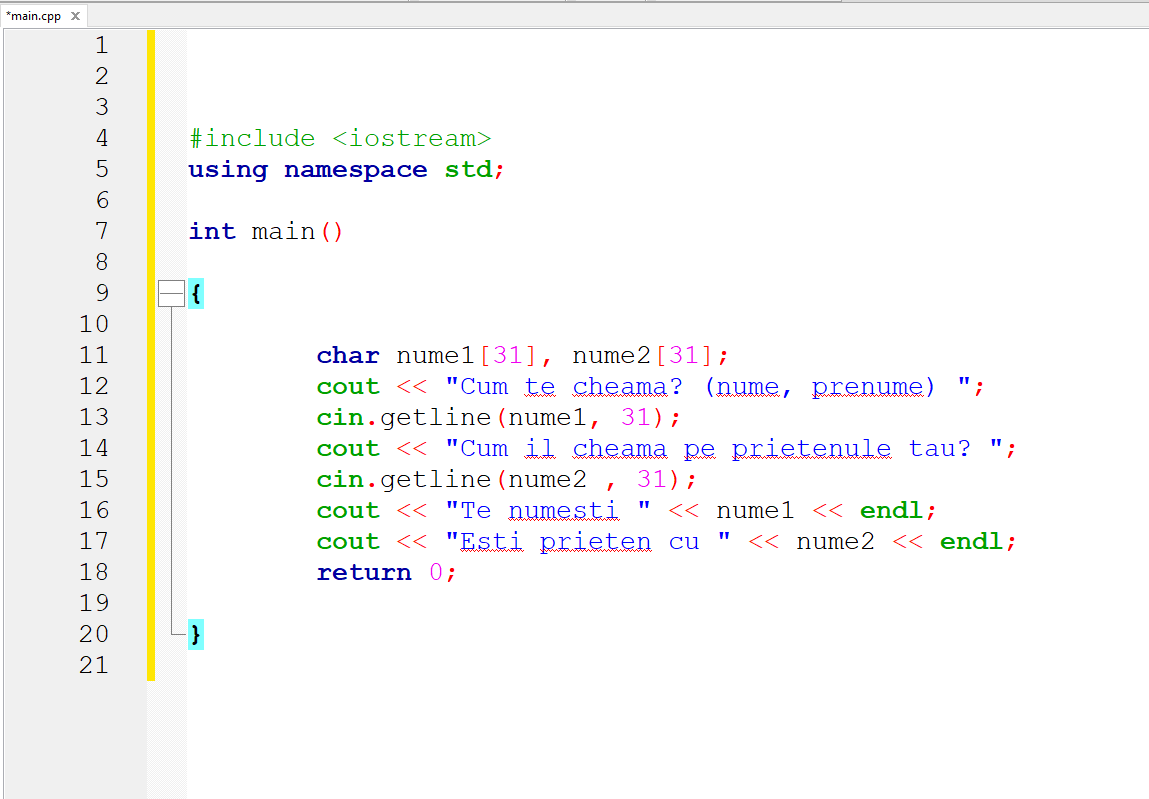 *main.cpp X
1
2
3
4 #include <iostream>
5 using namespace std;
6
7 int main()
8
9 {
10
11 char nume1[31], nume2[31];
12 cout << "Cum te cheama? (nume, prenume) ";
13 cin.getline(nume1, 31);
14 cout << "Cum il cheama pe prietenule tau? ";
15 cin.getline(nume2 , 31);
16 cout << "Te numesti " << nume1 << endl;
17 cout << "Esti prieten cu " << nume2 << endl;
18 return 0;
19
20 }
21